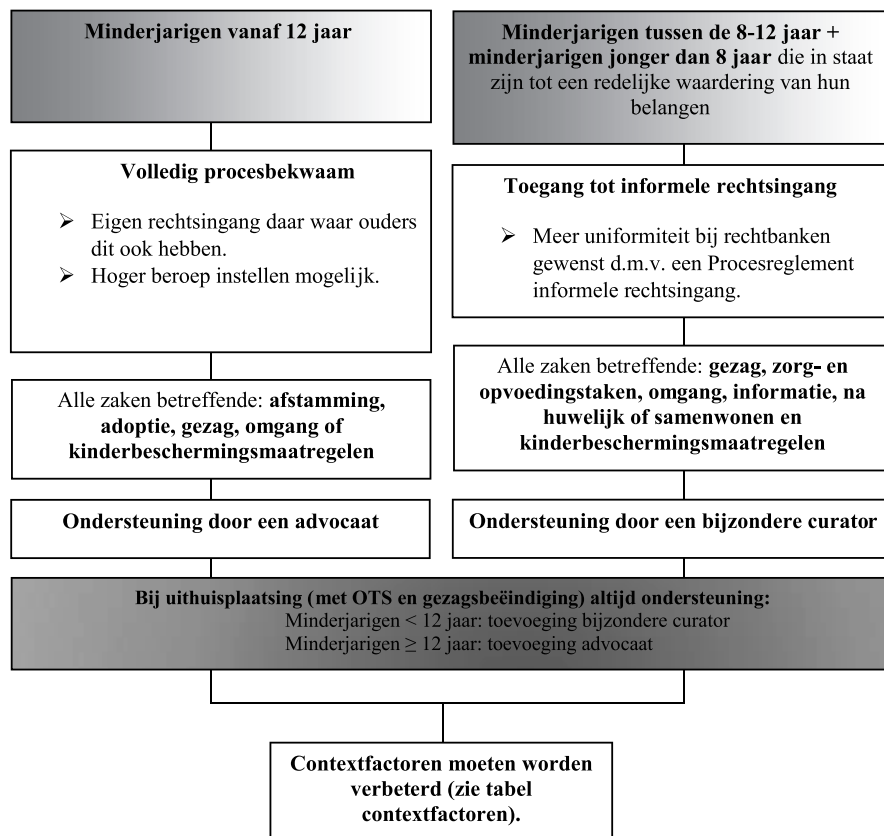 Minderjarigen vanaf 12 jaar
Volledig procesbekwaam
➢ Eigen rechtsingang daar waar ouders
dit ook hebben.
➢ Hoger beroep instellen mogelijk.
Alle zaken betreffende: afstamming,
adoptie, gezag, omgang of
kinderbeschermingsmaatregelen
Ondersteuning door een advocaat
Minderjarigen tussen de 8-12 jaar +
minderjarigen jonger dan 8 jaar die in staat
zijn tot een redelijke waardering van hun
belangen
Toegang tot informele rechtsingang
➢ Meer uniformiteit bij rechtbanken
gewenst d.m.v. een Procesreglement
informele rechtsingang.
Alle zaken betreffende: gezag, zorg- en
opvoedingstaken, omgang, informatie, na
huwelijk of samenwonen en
kinderbeschermingsmaatregelen
Ondersteuning door een bijzondere curator
Bij uithuisplaatsing (met OTS en gezagsbeëindiging) altijd ondersteuning:
Minderjarigen < 12 jaar: toevoeging bijzondere curator
Minderjarigen ≥ 12 jaar: toevoeging advocaat
Contextfactoren moeten worden
verbeterd (zie tabel
contextfactoren).